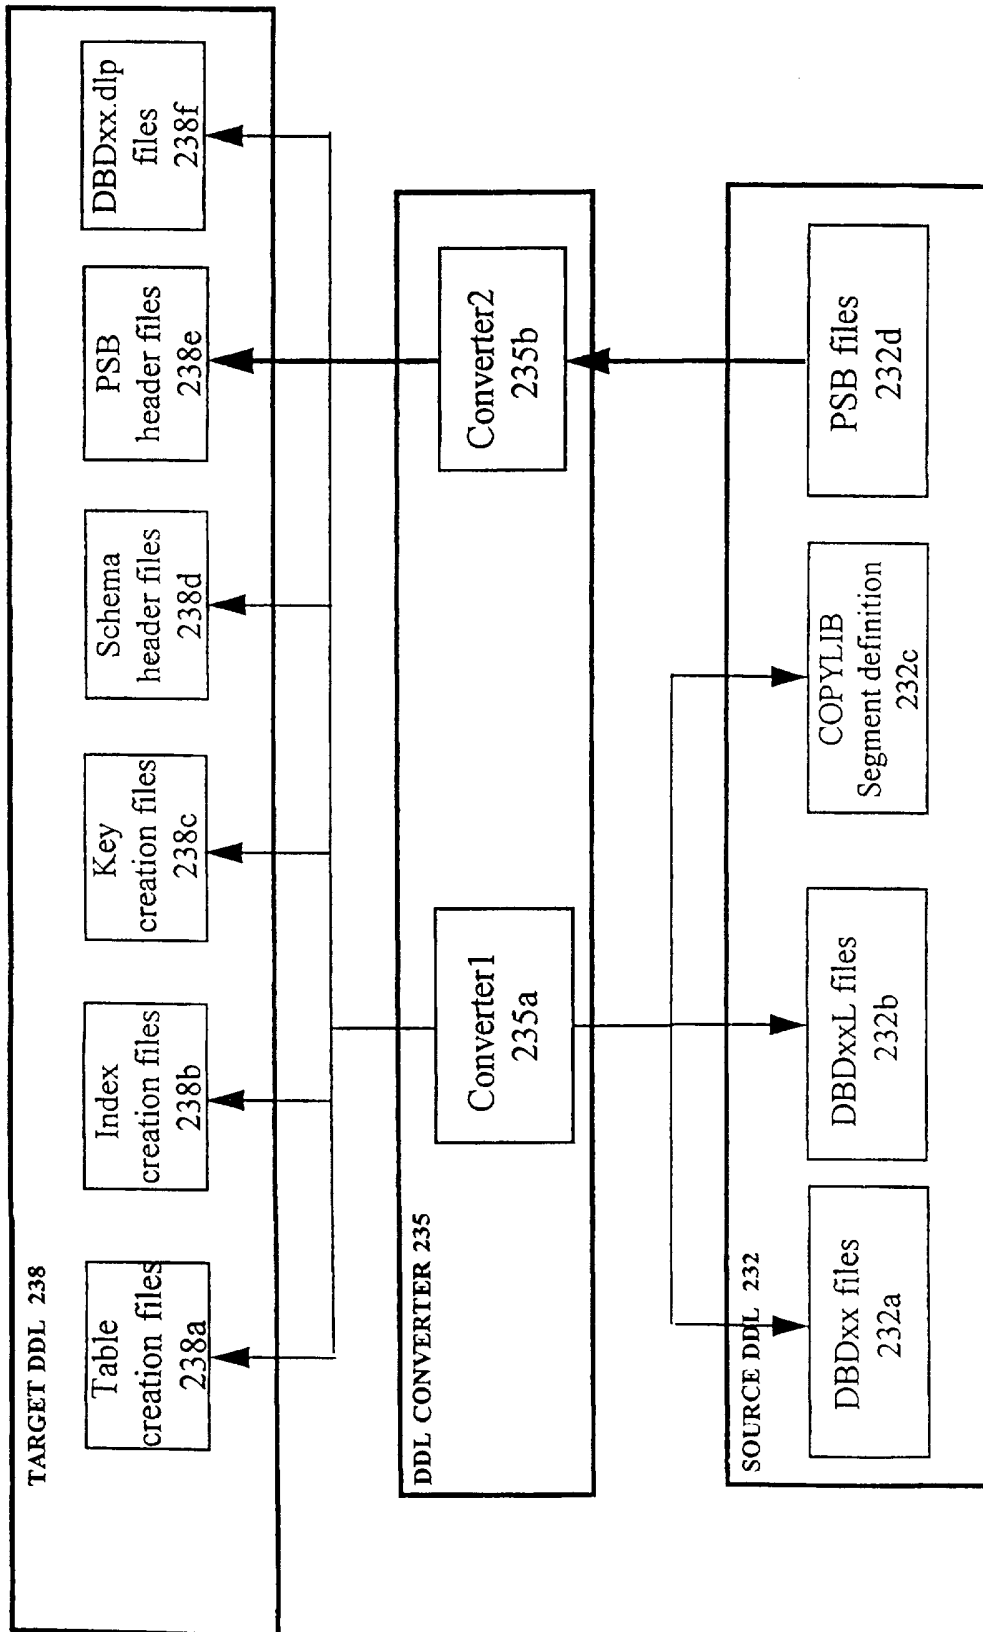 TARGET DDL 238
Table
creation files
238a
Index
creation files
238b
Key
creation files
238c
Schema
header files
238d
PSB
header files
238e
DBDxx.dlp
files
238f
DDL CONVERTER 235
Converter1
235a
Converter2
235b
SOURCE DDL 232
DBDxx files
232a
DBDxxL files
232b
COPYLIB
Segment definition
232c
PSB files
232d